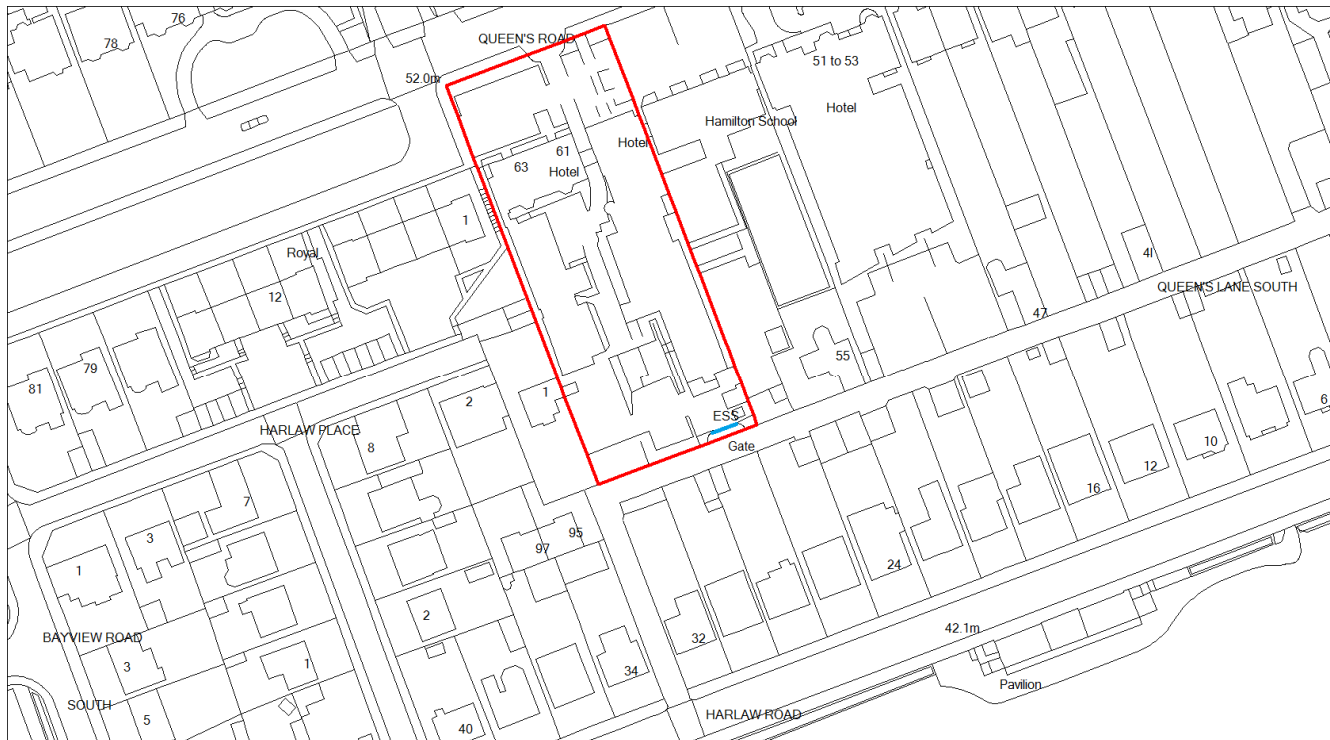 76
78
QUEEN'S ROAD
51 to 53
52.0m
Hotel
Hamilton School
Hotel
61
63
Hotel
1
Royal
4l
QUEEN'S LANE SOUTH
12
47
55
79
81
1
2
6
ESS
HARLAW PLACE
Gate
8
10
12
16
7
95
3
97
24
1
2
42.1m
BAYVIEW ROAD
32
3
1
34
Pavilion
SOUTH
HARLAW ROAD
5
40